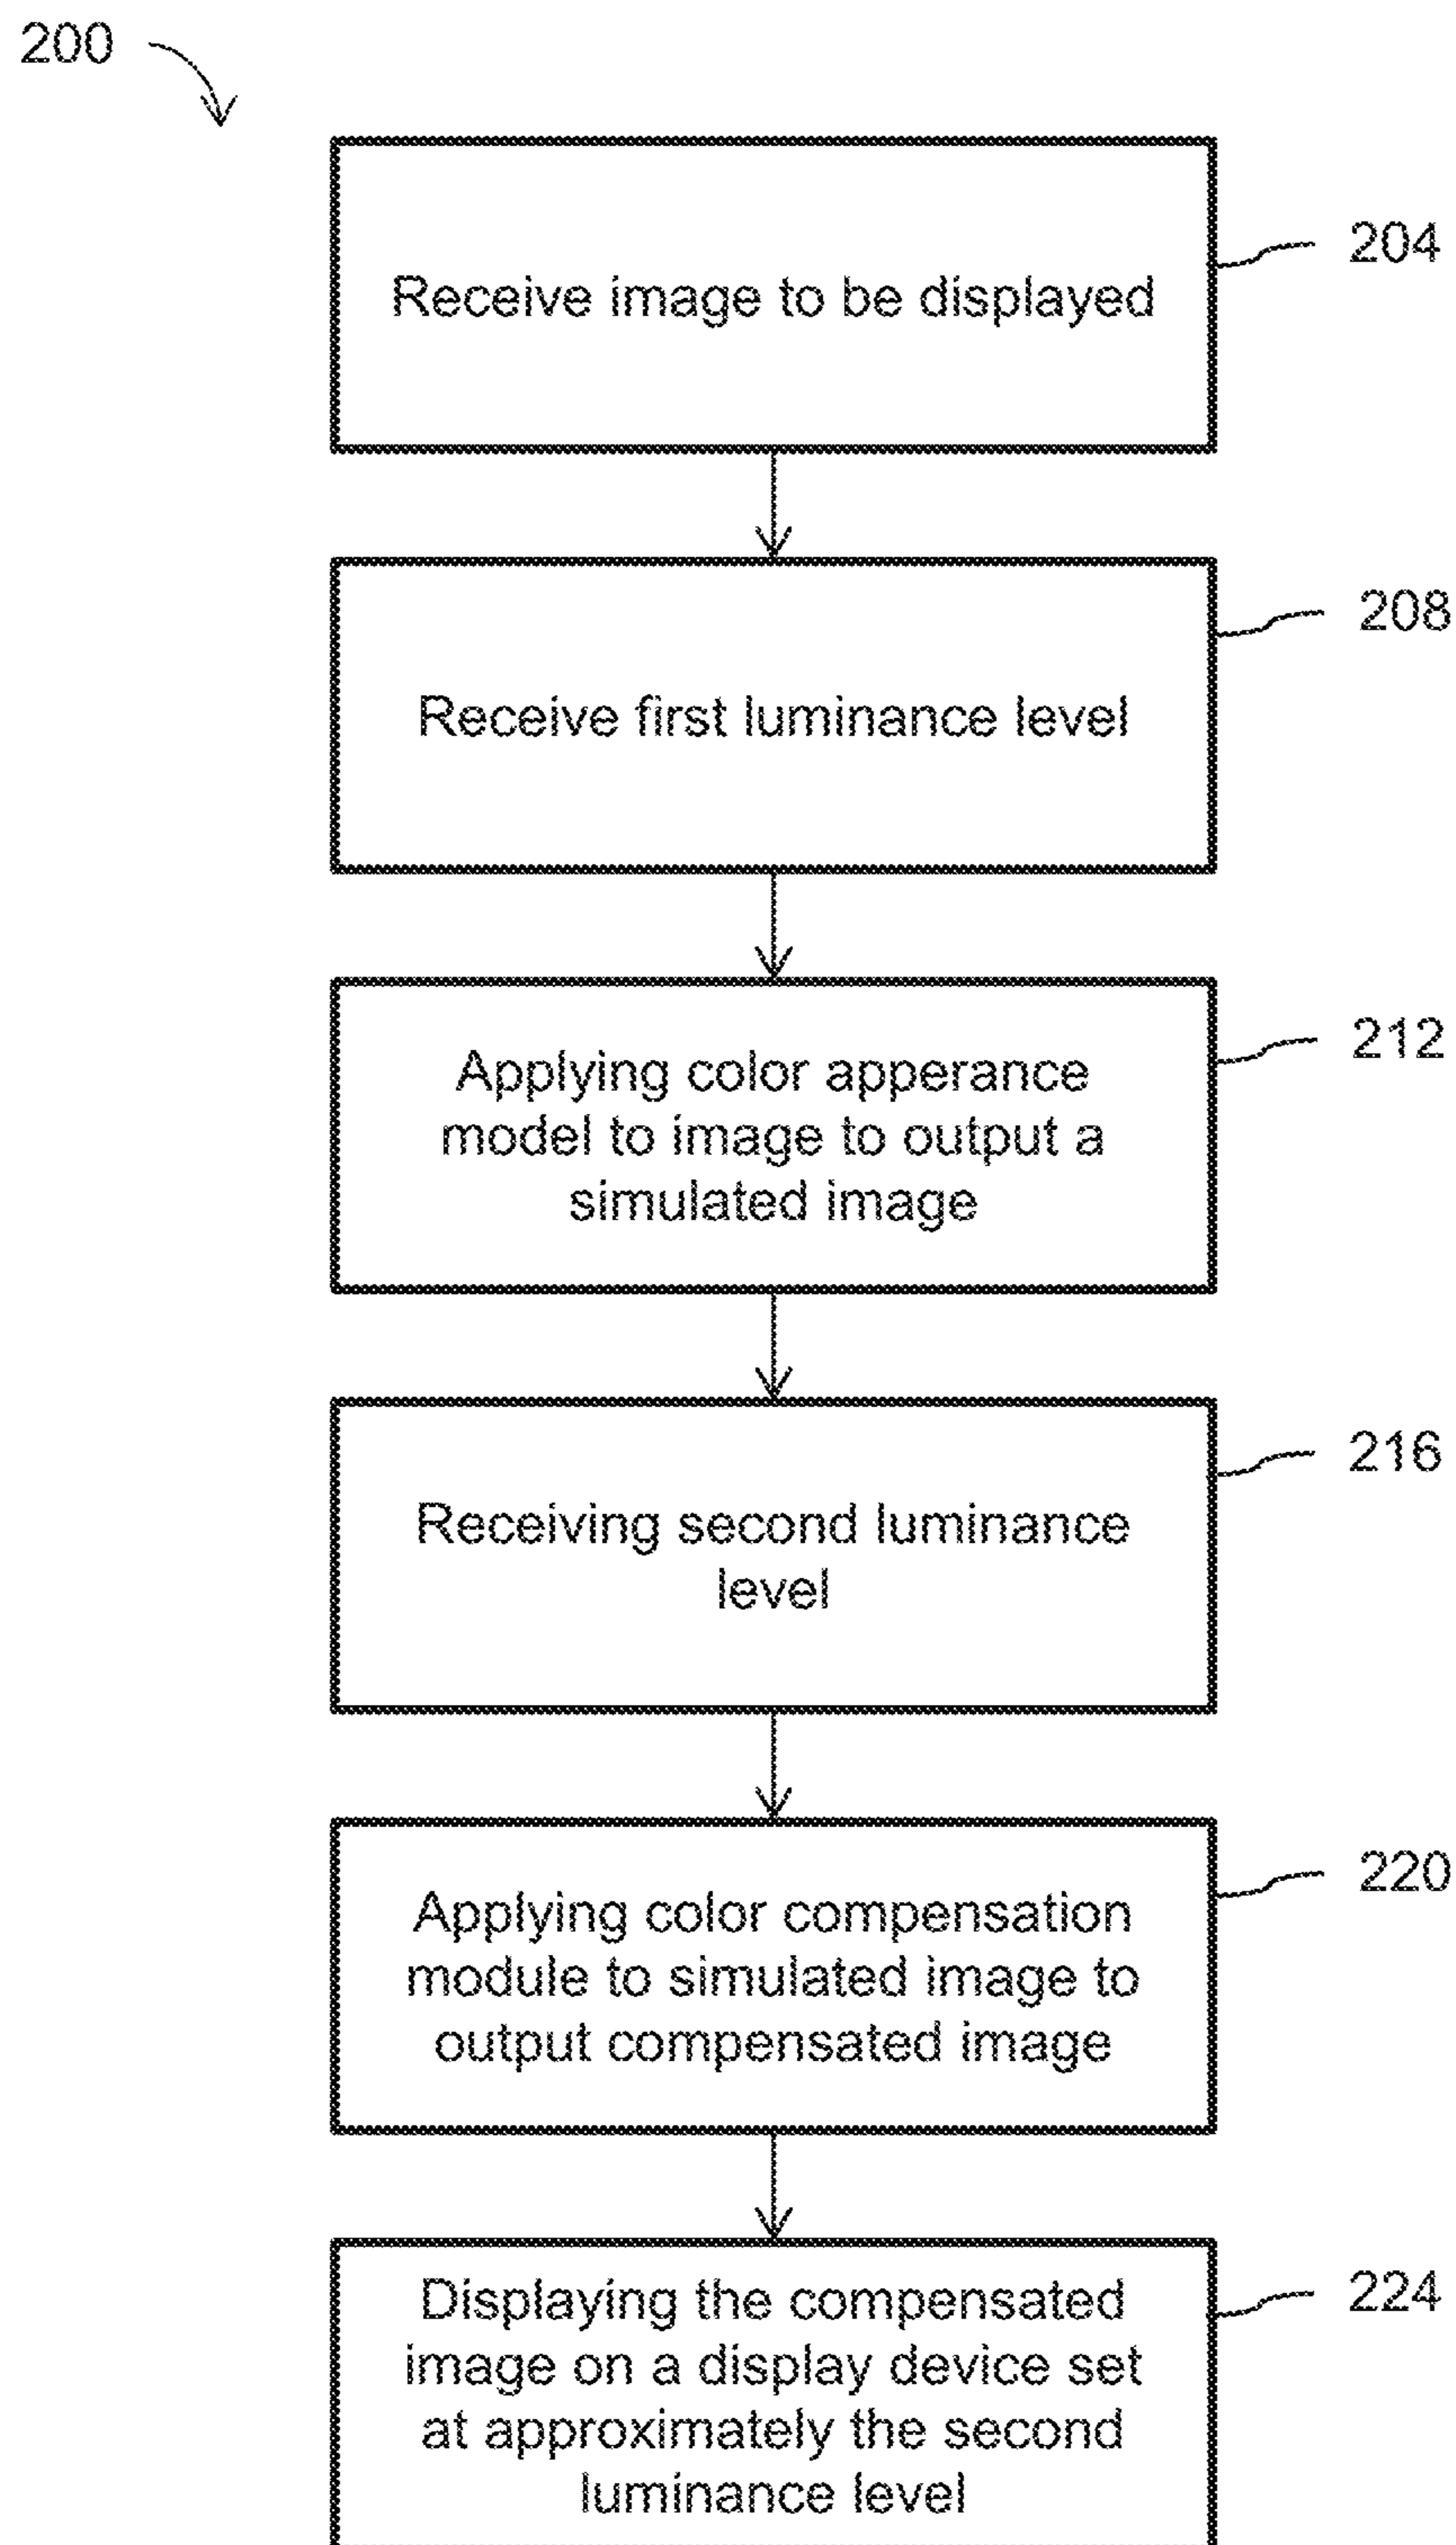 200
Receive image to be displayed
204
Receive first luminance level
208
Applying color apperance
model to image to output a
simulated image
212
Receiving second luminance
level
216
Applying color compensation
module to simulated image to
output compensated image
220
Displaying the compensated
image on a display device set
at approximately the second
luminance level
224